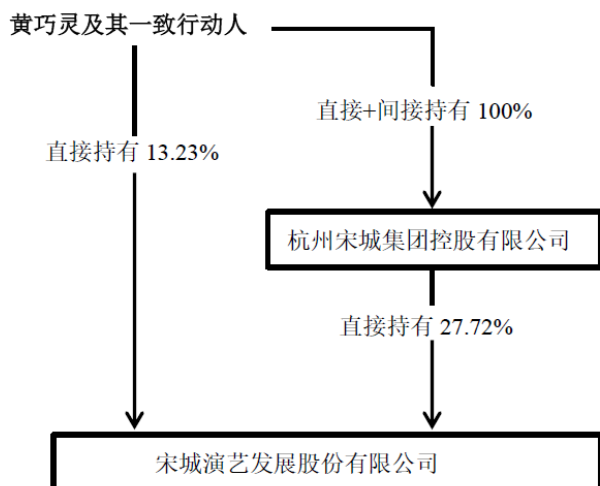 黄巧灵及其一致行动人
直接+间接持有 100%
直接持有 13.23%
杭州宋城集团控股有限公司
直接持有 27.72%
宋城演艺发展股份有限公司